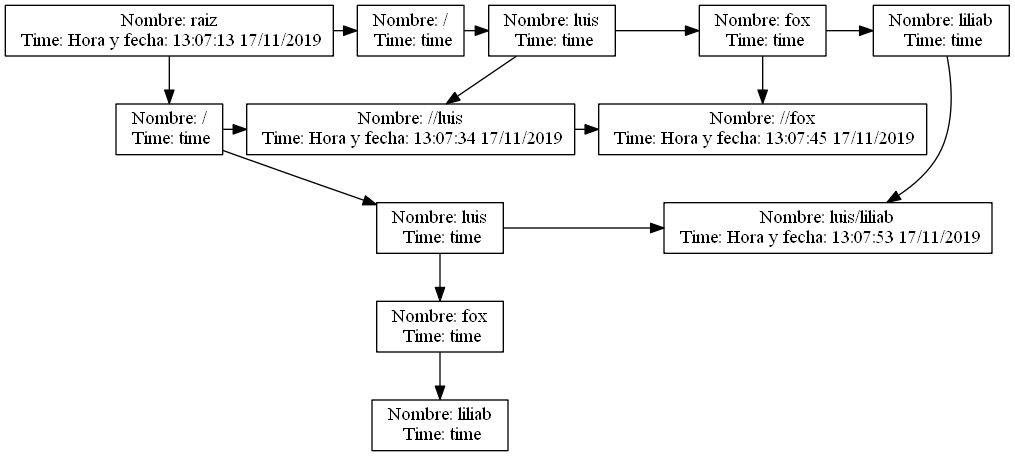 Nombre: raiz
Time: Hora y fecha: 13:07:13 17/11/2019
Nombre: /
Time: time
Nombre: luis
Time: time
Nombre: fox
Time: time
Nombre: liliab
Time: time
Nombre: /
Time: time
Nombre: //luis
Time: Hora y fecha: 13:07:34 17/11/2019
Nombre: //fox
Time: Hora y fecha: 13:07:45 17/11/2019
Nombre: luis
Time: time
Nombre: luis/liliab
Time: Hora y fecha: 13:07:53 17/11/2019
Nombre: fox
Time: time
Nombre: liliab
Time: time